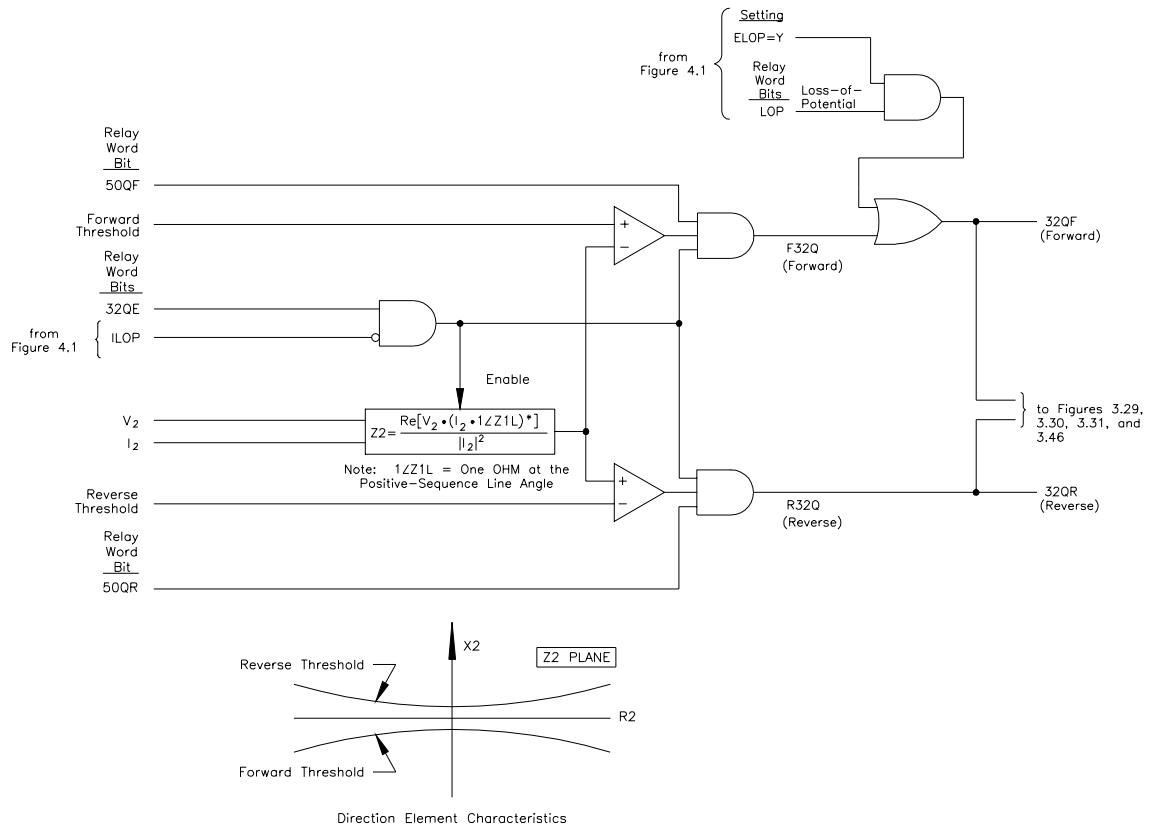 Setting
ELOP=Y
from
Figure 4.1
Relay
Word
Bits
LOP
Loss-of-
Potential
Relay
Word
Bit
50QF
Forward
Threshold
+
−
32QF
(Forward)
F32Q
(Forward)
Relay
Word
Bits
32QE
from
Figure 4.1
ILOP
Enable
V2
I2
Z2= Re[V2•(I2•1∠Z1L)*]
|I2|²
to Figures 3.29,
3.30, 3.31, and
3.46
Note: 1∠Z1L = One OHM at the
Positive-Sequence Line Angle
+
−
Reverse
Threshold
R32Q
(Reverse)
32QR
(Reverse)
Relay
Word
Bit
50QR
X2
Z2 PLANE
Reverse Threshold
R2
Forward Threshold
Direction Element Characteristics